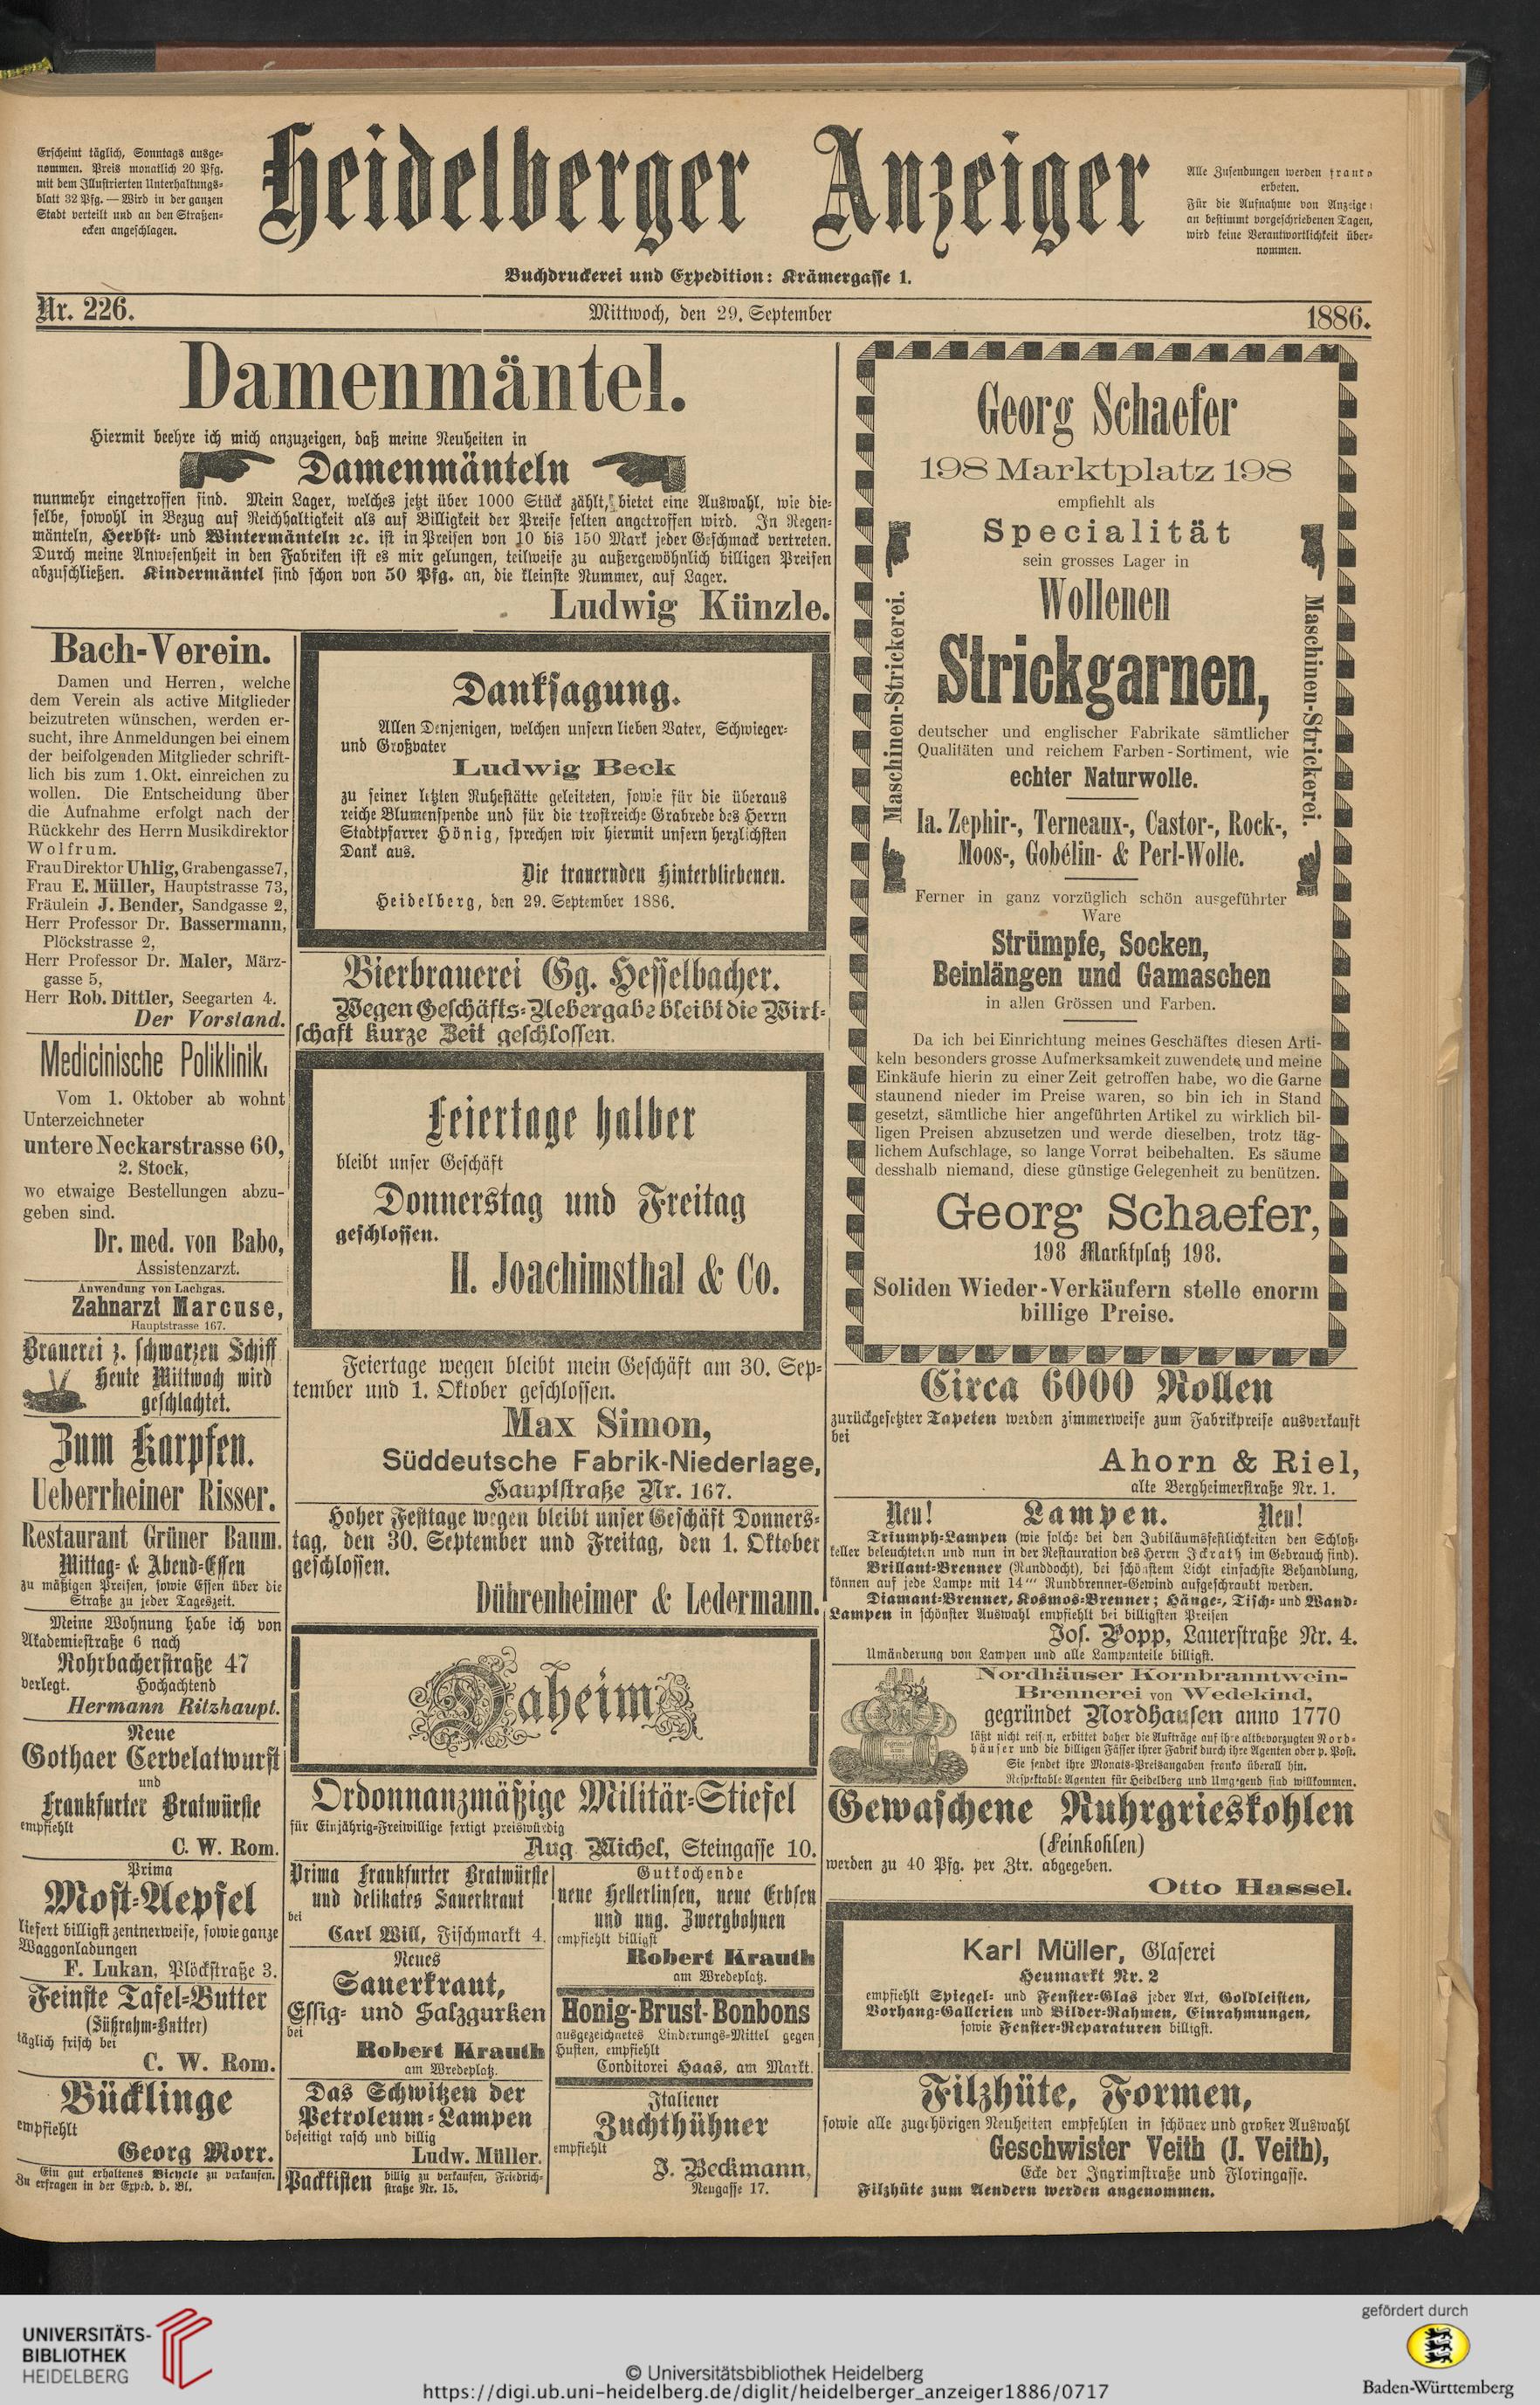 Erscheint täglich, Sonntags ausge-
nommen. Preis monatlich 20 Pfg.
mit dem Illustrierten Unterhaltungs-
blatt 32 Pfg. — Wird in der ganzen
Stadt verteilt und an den Straßen-
ecken angeschlagen.
Heidelberger Anzeiger
Alle Zusendungen werden franko
erbeten.
Für die Aufnahme von Anzeige
an bestimmt vorgeschriebenen Tagen,
wird keine Verantwortlichkeit über-
nommen.
Buchdruckerei und Expedition: Krämergasse 1.
Nr. 226.
Mittwoch, den 29. September
1886.
Damenmäntel.
Hiermit beehre ich mich anzuzeigen, daß meine Neuheiten in
Damenmänteln
nunmehr eingetroffen sind. Mein Lager, welches jetzt über 1000 Stück zählt, bietet eine Auswahl, wie die-
selbe, sowohl in Bezug auf Reichhaltigkeit als auf Billigkeit der Preise selten angetroffen wird. In Regen-
mänteln, Herbst- und Wintermänteln ꝛc. ist in Preisen von 10 bis 150 Mark jeder Geschmack vertreten.
Durch meine Anwesenheit in den Fabriken ist es mir gelungen, teilweise zu außergewöhnlich billigen Preisen
abzuschließen. Kindermäntel sind schon von 50 Pfg. an, die kleinste Nummer, auf Lager.
Ludwig Künzle.
Bach-Verein.
Damen und Herren, welche
dem Verein als active Mitglieder
beizutreten wünschen, werden er-
sucht, ihre Anmeldungen bei einem
der beifolgenden Mitglieder schrift-
lich bis zum 1. Okt. einreichen zu
wollen. Die Entscheidung über
die Aufnahme erfolgt nach der
Rückkehr des Herrn Musikdirektor
Wolfrum.
Frau Direktor Uhlig, Grabengasse 7,
Frau E. Müller, Hauptstrasse 73,
Fräulein J. Bender, Sandgasse 2,
Herr Professor Dr. Bassermann,
Plöckstrasse 2,
Herr Professor Dr. Maler, März-
gasse 5,
Herr Rob. Dittler, Seegarten 4.
Der Vorstand.
Medicinische Poliklinik.
Vom 1. Oktober ab wohnt
Unterzeichneter
untere Neckarstrasse 60,
2. Stock,
wo etwaige Bestellungen abzu-
geben sind.
Dr. med. von Babo,
Assistenzarzt.
Anwendung von Lachgas.
Zahnarzt Marcuse,
Hauptstrasse 167.
Brauerei z. schwarzen Schiff
Heute Mittwoch wird
geschlachtet.
Zum Karpfen.
Ueberrheiner Risser.
Restaurant Grüner Baum.
Mittag- & Abend-Essen
zu mäßigen Preisen, sowie Essen über die
Straße zu jeder Tageszeit.
Meine Wohnung habe ich von
Akademiestraße 6 nach
Rohrbacherstraße 47
verlegt. Hochachtend
Hermann Ritzhaupt.
Neue
Gothaer Cervelatwurst
und
Frankfurter Bratwürste
empfiehlt
C. W. Rom.
Prima
Most-Aepfel
liefert billigst zentnerweise, sowie ganze
Waggonladungen
F. Lukan, Plöckstraße 3.
Feinste Tafel-Butter
(Süßrahm-Butter)
täglich frisch bei
C. W. Rom.
Bücklinge
empfiehlt
Georg Morr.
Ein gut erhaltenes Bicycle zu verkaufen.
Zu erfragen in der Exped. d. Bl.
Danksagung.
Allen Denjenigen, welchen unsern lieben Vater, Schwieger-
und Großvater
Ludwig Beck
zu seiner letzten Ruhestätte geleiteten, sowie für die überaus
reiche Blumenspende und für die trostreiche Grabrede des Herrn
Stadtpfarrer Hönig, sprechen wir hiermit unsern herzlichsten
Dank aus.
Die trauernden Hinterbliebenen.
Heidelberg, den 29. September 1886.
Bierbrauerei Gg. Hesselbacher.
Wegen Geschäfts-Uebergabe bleibt die Wirt-
schaft kurze Zeit geschlossen.
Feiertage halber
bleibt unser Geschäft
Donnerstag und Freitag
geschlossen.
H. Joachimsthal & Co.
Feiertage wegen bleibt mein Geschäft am 30. Sep-
tember und 1. Oktober geschlossen.
Max Simon,
Süddeutsche Fabrik-Niederlage,
Hauptstraße Nr. 167.
Hoher Festtage wegen bleibt unser Geschäft Donners-
tag, den 30. September und Freitag, den 1. Oktober
geschlossen.
Dührenheimer & Ledermann.
Daheim
Ordonnanzmäßige Militär-Stiefel
für Einjährig-Freiwillige fertigt preiswürdig
Aug. Michel, Steingasse 10.
Prima Frankfurter Bratwürste
und delikates Sauerkraut
bei
Carl Will, Fischmarkt 4.
Neues
Sauerkraut,
Essig- und Salzgurken
bei
Robert Krauth
am Wredeplatz.
Das Schwitzen der
Petroleum-Lampen
beseitigt rasch und billig
Ludw. Müller.
Packkisten billig zu verkaufen, Friedrich-
straße Nr. 15.
Gutkochende
neue Hellerlinsen, neue Erbsen
und ung. Zwergbohnen
empfiehlt billigst
Robert Krauth
am Wredeplatz.
Honig-Brust-Bonbons
ausgezeichnetes Linderungs-Mittel gegen
Husten, empfiehlt
Conditorei Haas, am Markt.
Italiener
Zuchthühner
empfiehlt
J. Beckmann,
Neugasse 17.
Georg Schaefer
198 Marktplatz 198
empfiehlt als
Specialität
sein grosses Lager in
Wollenen
Strickgarnen,
Maschinen-Strickerei.
Maschinen-Strickerei.
deutscher und englischer Fabrikate sämtlicher
Qualitäten und reichem Farben-Sortiment, wie
echter Naturwolle.
Ia. Zephir-, Terneaux-, Castor-, Rock-,
Moos-, Gobélin- & Perl-Wolle.
Ferner in ganz vorzüglich schön ausgeführter
Ware
Strümpfe, Socken,
Beinlängen und Gamaschen
in allen Grössen und Farben.
Da ich bei Einrichtung meines Geschäftes diesen Arti-
keln besonders grosse Aufmerksamkeit zuwendete und meine
Einkäufe hierin zu einer Zeit getroffen habe, wo die Garne
staunend nieder im Preise waren, so bin ich in Stand
gesetzt, sämtliche hier angeführten Artikel zu wirklich bil-
ligen Preisen abzusetzen und werde dieselben, trotz täg-
lichem Aufschlage, so lange Vorrat beibehalten. Es säume
desshalb niemand, diese günstige Gelegenheit zu benützen.
Georg Schaefer,
198 Marktplatz 198.
Soliden Wieder-Verkäufern stelle enorm
billige Preise.
Circa 6000 Rollen
zurückgesetzter Tapeten werden zimmerweise zum Fabrikpreise ausverkauft
bei
Ahorn & Riel,
alte Bergheimerstraße Nr. 1.
Neu! Lampen. Neu!
Triumph-Lampen (wie solche bei den Jubiläumsfestlichkeiten den Schloß-
keller beleuchteten und nun in der Restauration des Herrn Ickrath im Gebrauch sind).
Brillant-Brenner (Runddocht), bei schönstem Licht einfachste Behandlung,
können auf jede Lampe mit 14''' Rundbrenner-Gewind aufgeschraubt werden.
Diamant-Brenner, Kosmos-Brenner; Hänge-, Tisch- und Wand-
Lampen in schönster Auswahl empfiehlt bei billigsten Preisen
Jos. Popp, Lauerstraße Nr. 4.
Umänderung von Lampen und alle Lampenteile billigst.
Nordhäuser Kornbranntwein-
Brennerei von Wedekind,
gegründet Nordhausen anno 1770
läßt nicht reisen, erbittet daher die Aufträge auf ihre altbevorzugten Nord-
häuser und die billigen Fässer ihrer Fabrik durch ihre Agenten oder p. Post.
Sie sendet ihre Monats-Preisangaben franko überall hin.
Respektable Agenten für Heidelberg und Umgegend sind willkommen.
Gewaschene Ruhrgrieskohlen
(Feinkohlen)
werden zu 40 Pfg. per Ztr. abgegeben.
Otto Hassel.
Karl Müller, Glaserei
Heumarkt Nr. 2
empfiehlt Spiegel- und Fenster-Glas jeder Art, Goldleisten,
Vorhang-Gallerien und Bilder-Rahmen, Einrahmungen,
sowie Fenster-Reparaturen billigst.
Filzhüte, Formen,
sowie alle zugehörigen Neuheiten empfehlen in schöner und großer Auswahl
Geschwister Veith (J. Veith),
Ecke der Ingrimstraße und Floringasse.
Filzhüte zum Aendern werden angenommen.
UNIVERSITÄTS-
BIBLIOTHEK
HEIDELBERG
© Universitätsbibliothek Heidelberg
https://digi.ub.uni-heidelberg.de/diglit/heidelberger_anzeiger1886/0717
gefördert durch
Baden-Württemberg